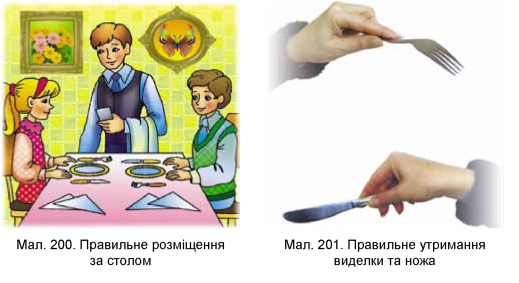 Мал. 200. Правильне розміщення
за столом
Мал. 201. Правильне утримання
виделки та ножа